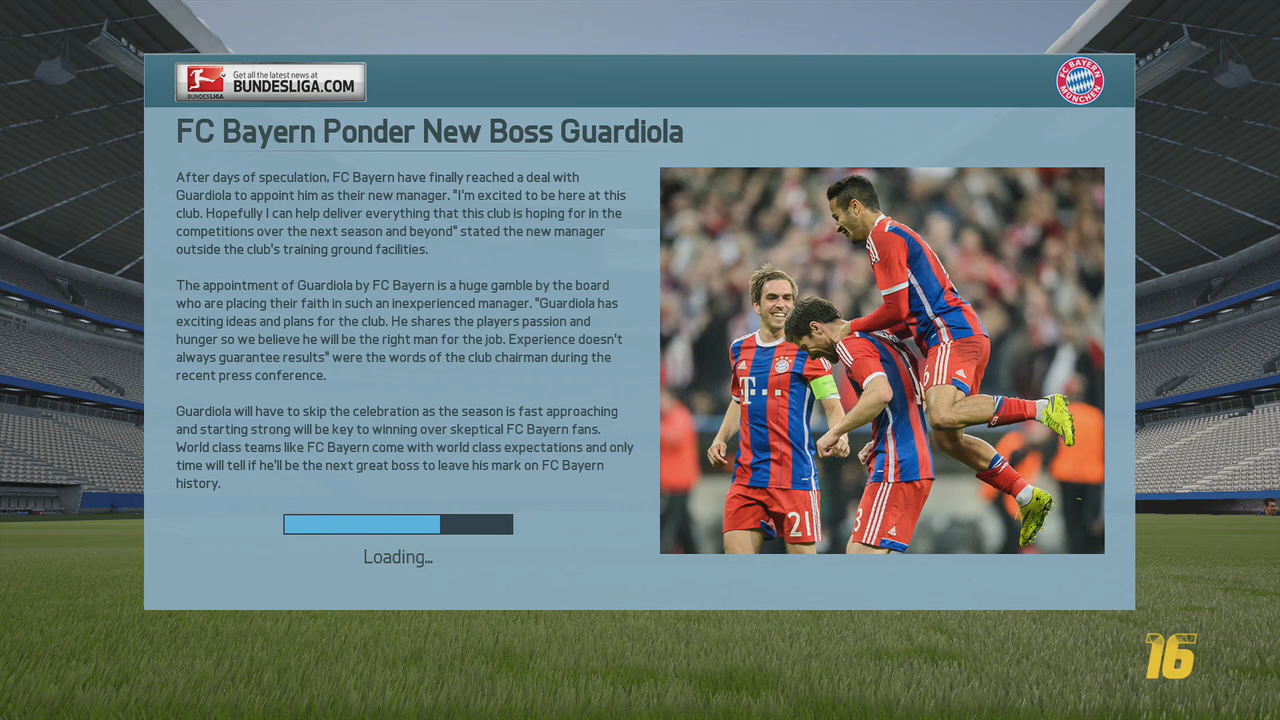 Get all the latest news at
BUNDESLIGA.COM
BUNDESLIGA
FC BAYERN
MÜNCHEN
FC Bayern Ponder New Boss Guardiola
After days of speculation, FC Bayern have finally reached a deal with
Guardiola to appoint him as their new manager. "I'm excited to be here at this
club. Hopefully I can help deliver everything that this club is hoping for in the
competitions over the next season and beyond" stated the new manager
outside the club's training ground facilities.
The appointment of Guardiola by FC Bayern is a huge gamble by the board
who are placing their faith in such an inexperienced manager. "Guardiola has
exciting ideas and plans for the club. He shares the players passion and
hunger so we believe he will be the right man for the job. Experience doesn't
always guarantee results" were the words of the club chairman during the
recent press conference.
Guardiola will have to skip the celebration as the season is fast approaching
and starting strong will be key to winning over skeptical FC Bayern fans.
World class teams like FC Bayern come with world class expectations and only
time will tell if he'll be the next great boss to leave his mark on FC Bayern
history.
Loading...
T . . .
21
3
6
16